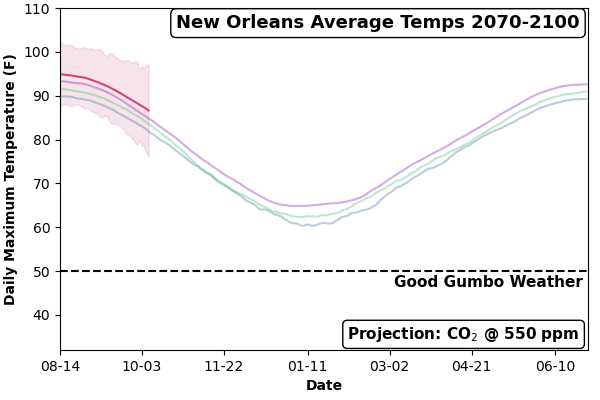 New Orleans Average Temps 2070-2100
Daily Maximum Temperature (F)
110
100
90
80
70
60
50
40
Good Gumbo Weather
Projection: CO₂ @ 550 ppm
08-14 10-03 11-22 01-11 03-02 04-21 06-10
Date